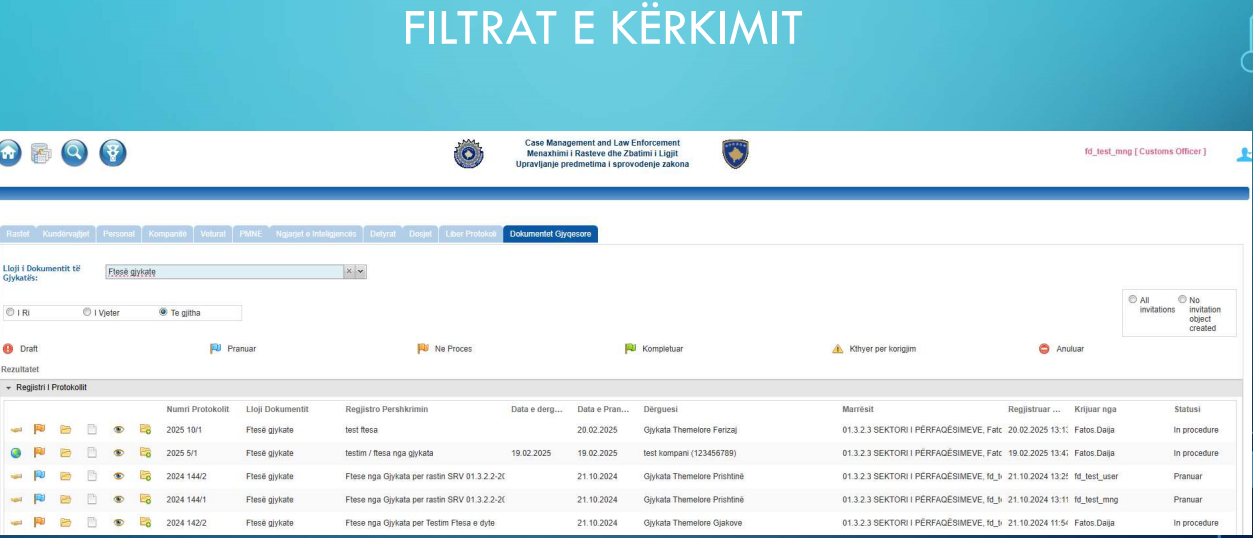 FILTRAT E KËRKIMIT
Case Management and Law Enforcement
Menaxhimi i Rasteve dhe Zbatimi i Ligjit
Upravljanje predmetima i sprovođenje zakona
fd_test_mng [ Customs Officer ]
Rastet Kundërvajtjet Personat Kompanitë Veturat PMNE Ngjarjet e Inteligjencës Detyrat Dosjet Liber Protokoli Dokumentet Gjyqesore
Lloji i Dokumentit të Gjykatës: Ftesë gjykate
I Ri I Vjeter Te gjitha
All invitations
No invitation object created
Draft Pranuar Ne Proces Kompletuar Kthyer per korigjim Anuluar
Rezultatet
Regjistri I Protokollit
Numri Protokollit Lloji Dokumentit Regjistro Pershkrimin Data e derg... Data e Pran... Dërguesi Marrësit Regjistruar ... Krijuar nga Statusi
2025 10/1 Ftesë gjykate test ftesa 20.02.2025 Gjykata Themelore Ferizaj 01.3.2.3 SEKTORI I PËRFAQËSIMEVE, Fatc 20.02.2025 13:1 Fatos.Daija In procedure
2025 5/1 Ftesë gjykate testim / ftesa nga gjykata 19.02.2025 19.02.2025 test kompani (123456789) 01.3.2.3 SEKTORI I PËRFAQËSIMEVE, Fatc 19.02.2025 13:4 Fatos.Daija In procedure
2024 144/2 Ftesë gjykate Ftese nga Gjykata per rastin SRV 01.3.2.2-2 21.10.2024 Gjykata Themelore Prishtinë 01.3.2.3 SEKTORI I PËRFAQËSIMEVE, fd_t 21.10.2024 13:2 fd_test_user Pranuar
2024 144/1 Ftesë gjykate Ftese nga Gjykata per rastin SRV 01.3.2.2-2 21.10.2024 Gjykata Themelore Prishtinë 01.3.2.3 SEKTORI I PËRFAQËSIMEVE, fd_t 21.10.2024 13:1 fd_test_mng Pranuar
2024 142/2 Ftesë gjykate Ftese nga Gjykata per Testim Ftesa e dyte 21.10.2024 Gjykata Themelore Gjakove 01.3.2.3 SEKTORI I PËRFAQËSIMEVE, fd_t 21.10.2024 11:5 Fatos.Daija In procedure